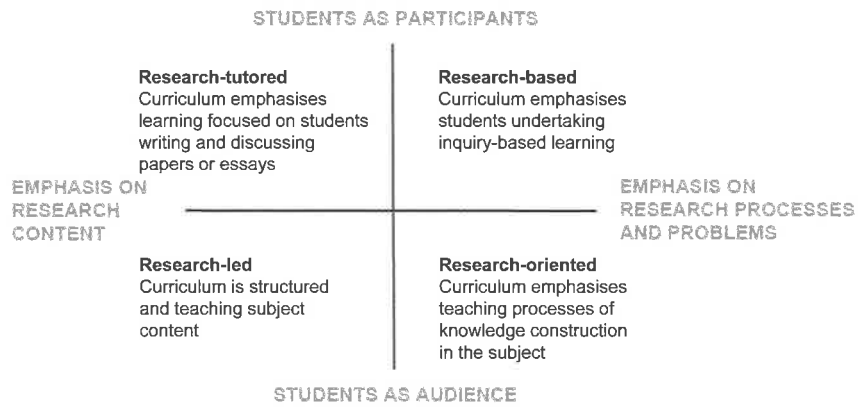 STUDENTS AS PARTICIPANTS
Research-tutored
Curriculum emphasises
learning focused on students
writing and discussing
papers or essays
Research-based
Curriculum emphasises
students undertaking
inquiry-based learning
EMPHASIS ON
RESEARCH
CONTENT
EMPHASIS ON
RESEARCH PROCESSES
AND PROBLEMS
Research-led
Curriculum is structured
and teaching subject
content
Research-oriented
Curriculum emphasises
teaching processes of
knowledge construction
in the subject
STUDENTS AS AUDIENCE